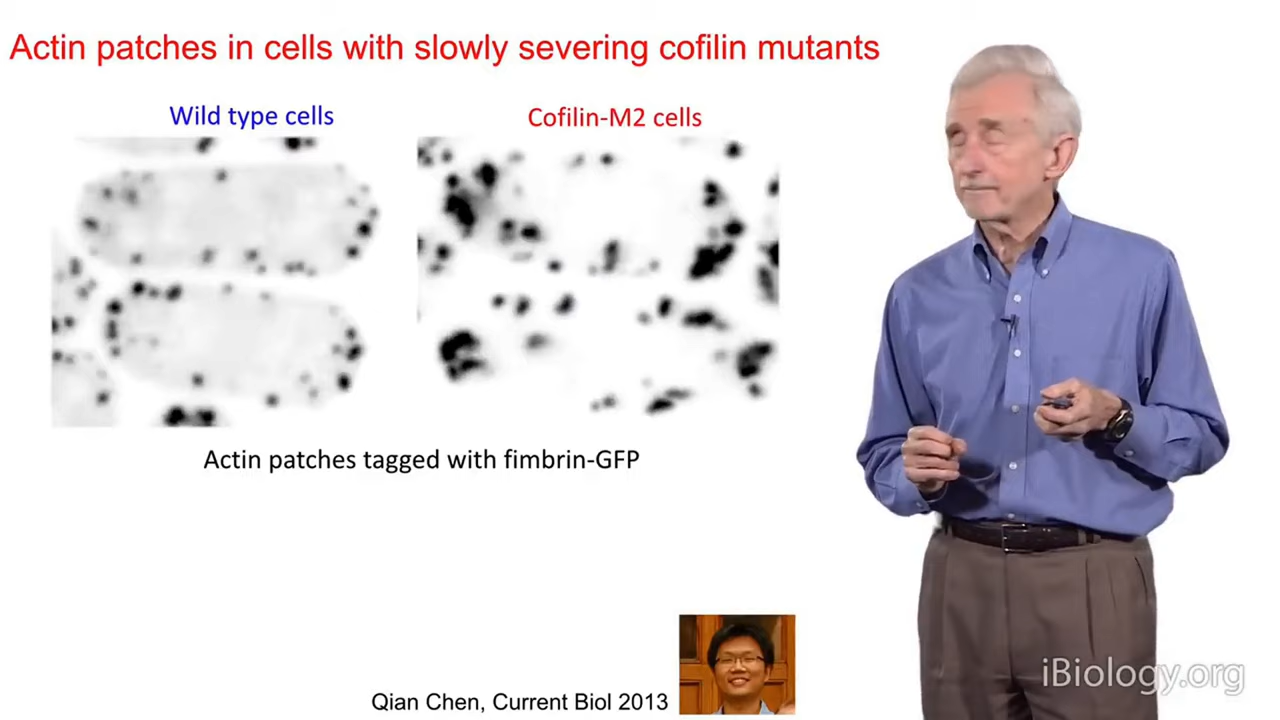 Actin patches in cells with slowly severing cofilin mutants
Wild type cells
Cofilin-M2 cells
Actin patches tagged with fimbrin-GFP
Qian Chen, Current Biol 2013
iBiology.org